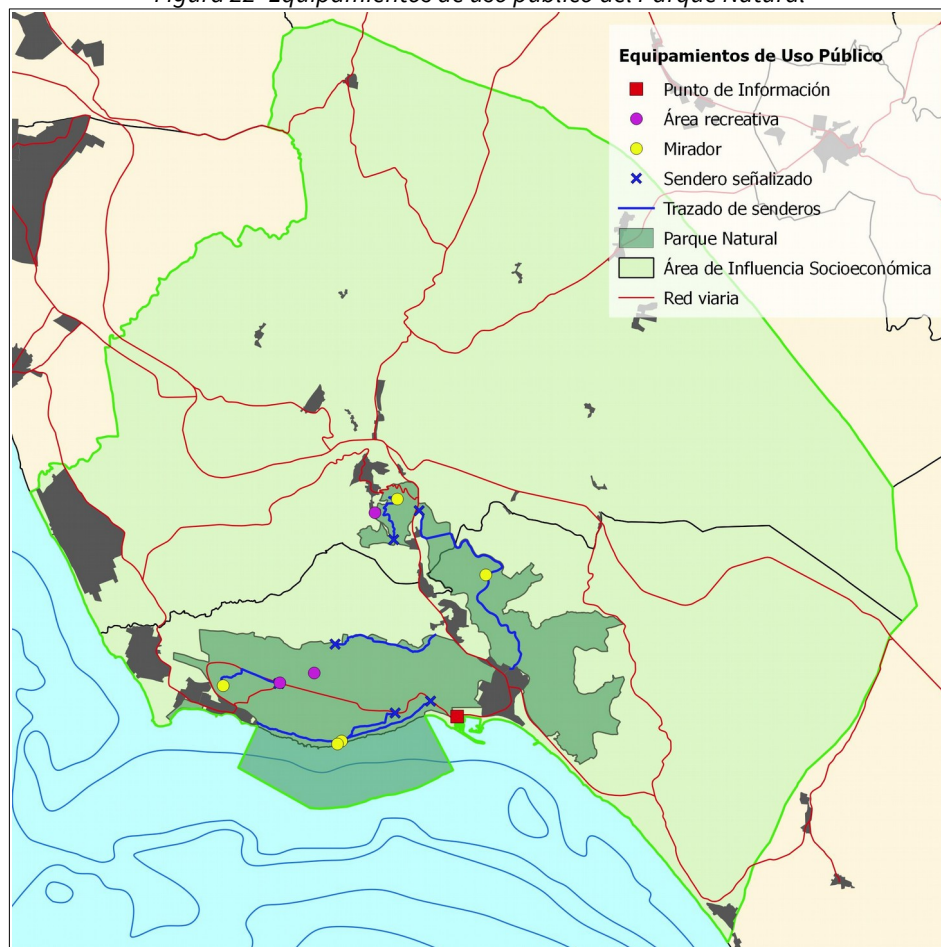 Figura 22- Equipamientos de uso público del Parque Natural
Equipamientos de Uso Público
Punto de Información
Área recreativa
Mirador
Sendero señalizado
Trazado de senderos
Parque Natural
Área de Influencia Socioeconómica
Red viaria